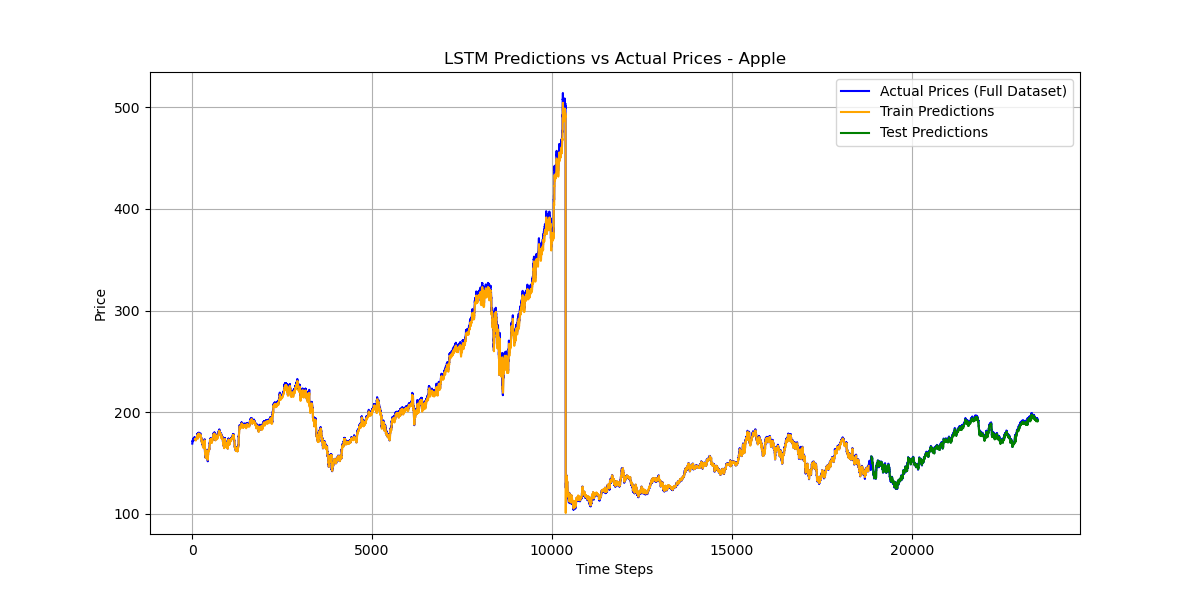 LSTM Predictions vs Actual Prices - Apple
Actual Prices (Full Dataset)
Train Predictions
Test Predictions
Price
500
400
300
200
100
0
5000
10000
15000
20000
Time Steps